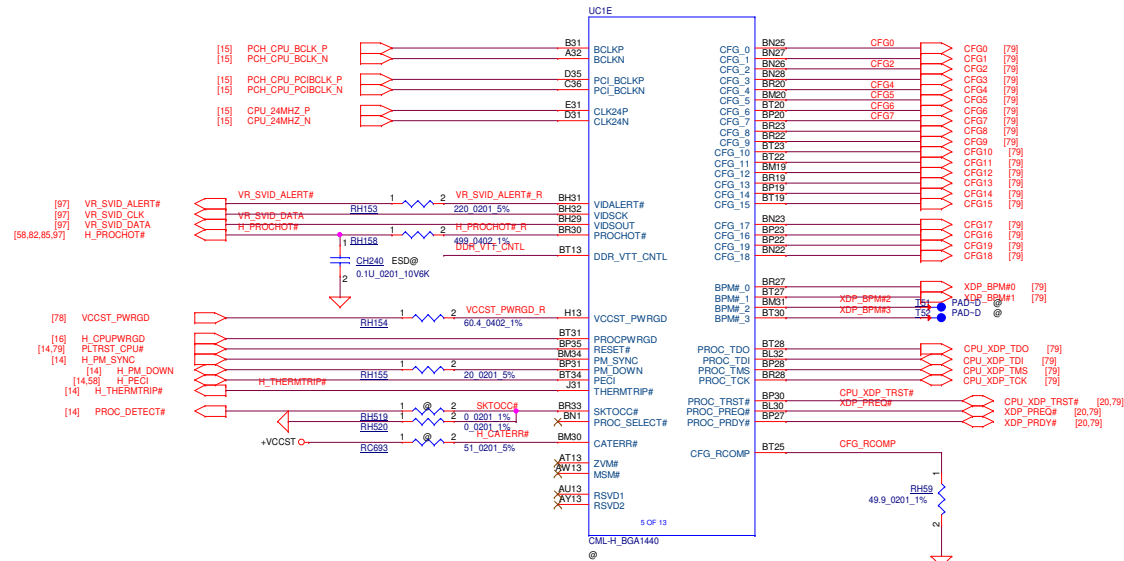 UC1E
[15] PCH_CPU_BCLK_P B31 BCLKP CFG_0 BN25 CFG0 CFG0 [79]
[15] PCH_CPU_BCLK_N A32 BCLKN CFG_1 BN27 CFG1 [79]
CFG_2 BN26 CFG2 CFG2 [79]
[15] PCH_CPU_PCIBCLK_P D35 PCI_BCLKP CFG_3 BN28 CFG3 [79]
[15] PCH_CPU_PCIBCLK_N C36 PCI_BCLKN CFG_4 BR20 CFG4 CFG4 [79]
CFG_5 BM20 CFG5 CFG5 [79]
[15] CPU_24MHZ_P E31 CLK24P CFG_6 BT20 CFG6 CFG6 [79]
[15] CPU_24MHZ_N D31 CLK24N CFG_7 BP20 CFG7 CFG7 [79]
CFG_8 BR23 CFG8 [79]
CFG_9 BR22 CFG9 [79]
CFG_10 BT23 CFG10 [79]
CFG_11 BT22 CFG11 [79]
CFG_12 BM19 CFG12 [79]
CFG_13 BR19 CFG13 [79]
CFG_14 BP19 CFG14 [79]
CFG_15 BT19 CFG15 [79]
[97] VR_SVID_ALERT# VR_SVID_ALERT# 1 2 RH153 220_0201_5% VR_SVID_ALERT#_R BH31 VIDALERT#
[97] VR_SVID_CLK BH32 VIDSCK
[97] VR_SVID_DATA VR_SVID_DATA BH29 VIDSOUT CFG_17 BN23 CFG17 [79]
[58,82,85,97] H_PROCHOT# H_PROCHOT# 1 2 RH158 499_0402_1% H_PROCHOT#_R BR30 PROCHOT# CFG_16 BP23 CFG16 [79]
CFG_19 BP22 CFG19 [79]
DDR_VTT_CNTL BT13 DDR_VTT_CNTL CFG_18 BN22 CFG18 [79]
1 CH240 ESD@
2 0.1U_0201_10V6K
BPM#_0 BR27 XDP_BPM#0 [79]
BPM#_1 BT27 XDP_BPM#1 [79]
BPM#_2 BM31 XDP_BPM#2 T51 PAD~D @
BPM#_3 BT30 XDP_BPM#3 T52 PAD~D @
[78] VCCST_PWRGD 1 2 RH154 60.4_0402_1% VCCST_PWRGD_R H13 VCCST_PWRGD
[16] H_CPUPWRGD BT31 PROCPWRGD
[14,79] PLTRST_CPU# BP35 RESET# PROC_TDO BT28 CPU_XDP_TDO [79]
[14] H_PM_SYNC BM34 PM_SYNC PROC_TDI BL32 CPU_XDP_TDI [79]
[14] H_PM_DOWN 1 2 RH155 20_0201_5% BP31 PM_DOWN PROC_TMS BP28 CPU_XDP_TMS [79]
[14,58] H_PECI BT34 PECI PROC_TCK BR28 CPU_XDP_TCK [79]
[14] H_THERMTRIP# H_THERMTRIP# J31 THERMTRIP#
PROC_TRST# BP30 CPU_XDP_TRST# CPU_XDP_TRST# [20,79]
[14] PROC_DETECT# 1 @ 2 RH519 0_0201_1% SKTOCC# BR33 SKTOCC# PROC_PREQ# BL30 XDP_PREQ# XDP_PREQ# [20,79]
1 2 RH520 0_0201_1% BN1 PROC_SELECT# PROC_PRDY# BP27 XDP_PRDY# [20,79]
+VCCST 1 @ 2 RC693 51_0201_5% H_CATERR# BM30 CATERR#
CFG_RCOMP BT25 CFG_RCOMP
AT13 ZVM#
AW13 MSM#
1 RH59
49.9_0201_1%
2
AU13 RSVD1
AY13 RSVD2
5 OF 13
CML-H_BGA1440
@